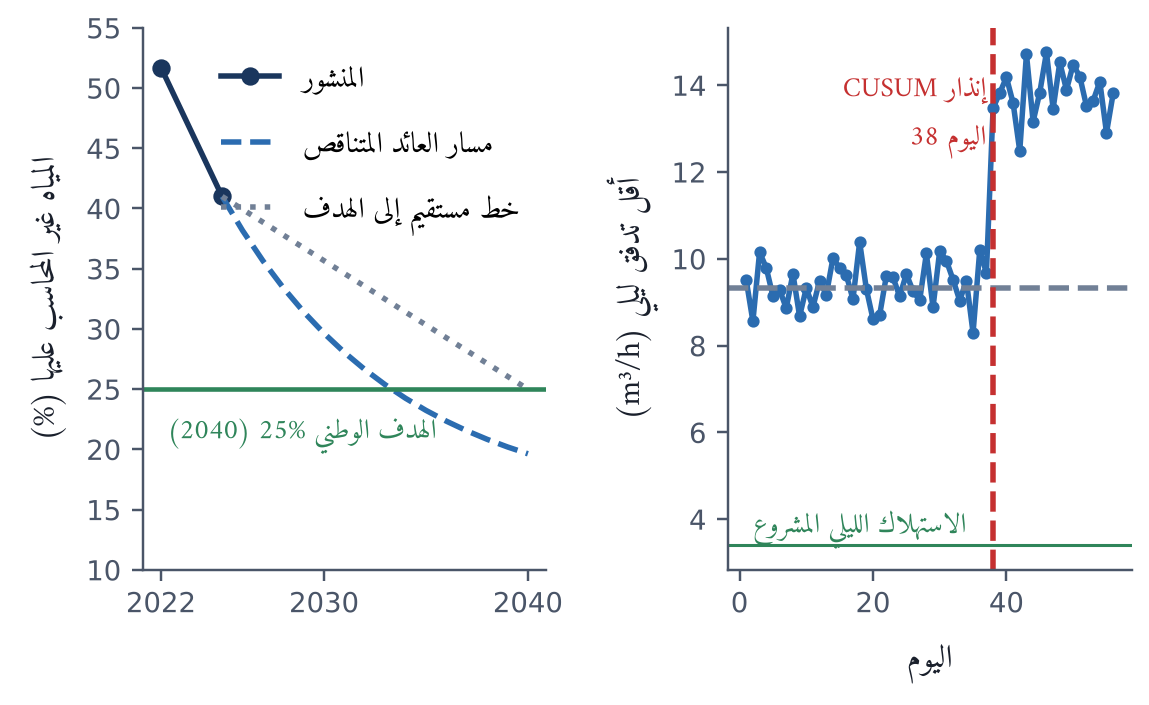 المياه غير المحاسب عليها (%)
55
50
45
40
35
30
25
20
15
10
2022
2030
2040
المنشور
مسار العائد المتناقص
خط مستقيم إلى الهدف
الهدف الوطني 25% (2040)
أقل تدفق ليلي (m³/h)
14
12
10
8
6
4
0
20
40
إنذار CUSUM
اليوم 38
الاستهلاك الليلي المشروع
اليوم